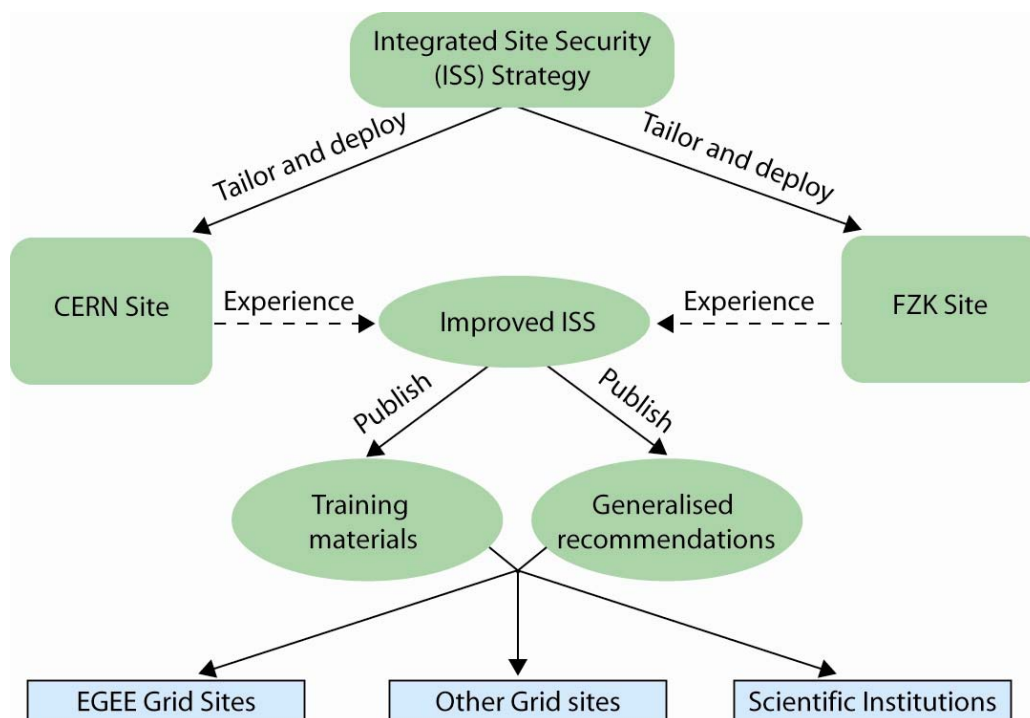 Integrated Site Security
(ISS) Strategy
Tailor and deploy
Tailor and deploy
CERN Site
Experience
Improved ISS
Experience
FZK Site
Publish
Publish
Training
materials
Generalised
recommendations
EGEE Grid Sites
Other Grid sites
Scientific Institutions